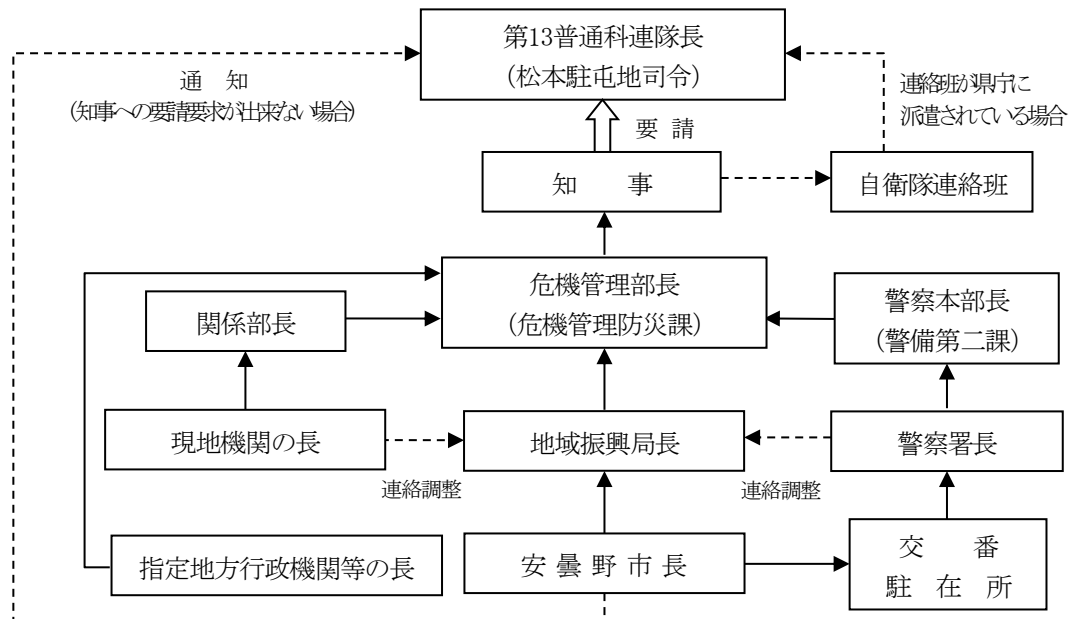 第13普通科連隊長
(松本駐屯地司令)
通　知
(知事への要請要求が出来ない場合)
連絡班が県庁に
派遣されている場合
要 請
知　　事
自衛隊連絡班
危機管理部長
(危機管理防災課)
関係部長
警察本部長
(警備第二課)
現地機関の長
地域振興局長
警察署長
連絡調整
連絡調整
指定地方行政機関等の長
安 曇 野 市 長
交　　番
駐　在　所